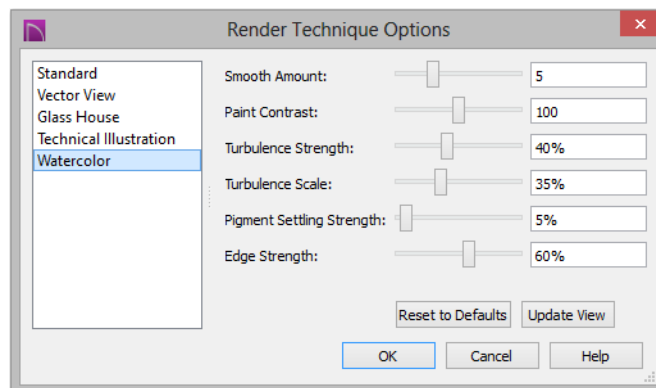 Render Technique Options
Standard
Vector View
Glass House
Technical Illustration
Watercolor
Smooth Amount: 5
Paint Contrast: 100
Turbulence Strength: 40%
Turbulence Scale: 35%
Pigment Settling Strength: 5%
Edge Strength: 60%
Reset to Defaults Update View
OK Cancel Help